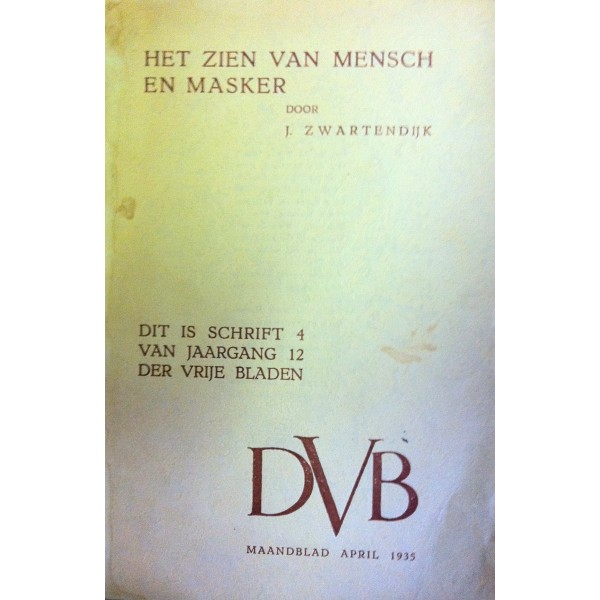 HET ZIEN VAN MENSCH
EN MASKER
DOOR
J. ZWARTENDIJK
DIT IS SCHRIFT 4
VAN JAARGANG 12
DER VRIJE BLADEN
DVB
MAANDBLAD APRIL 1935